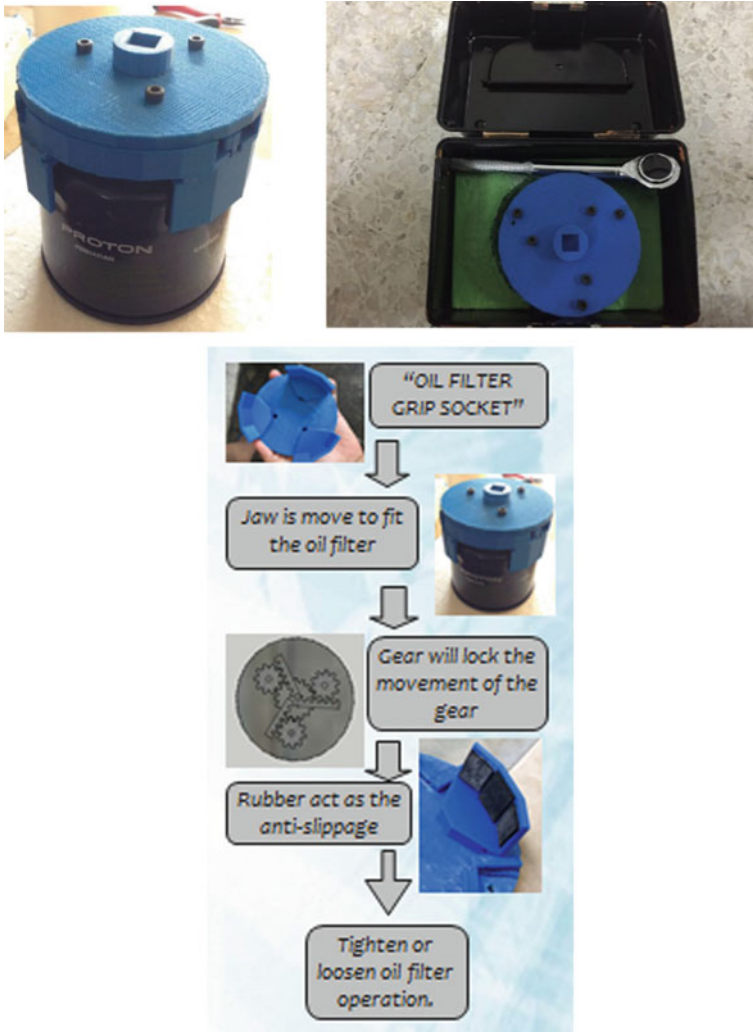 PROTON
"OIL FILTER
GRIP SOCKET"
Jaw is move to fit
the oil filter
Gear will lock the
movement of the
gear
Rubber act as the
anti-slippage
Tighten or
loosen oil filter
operation.